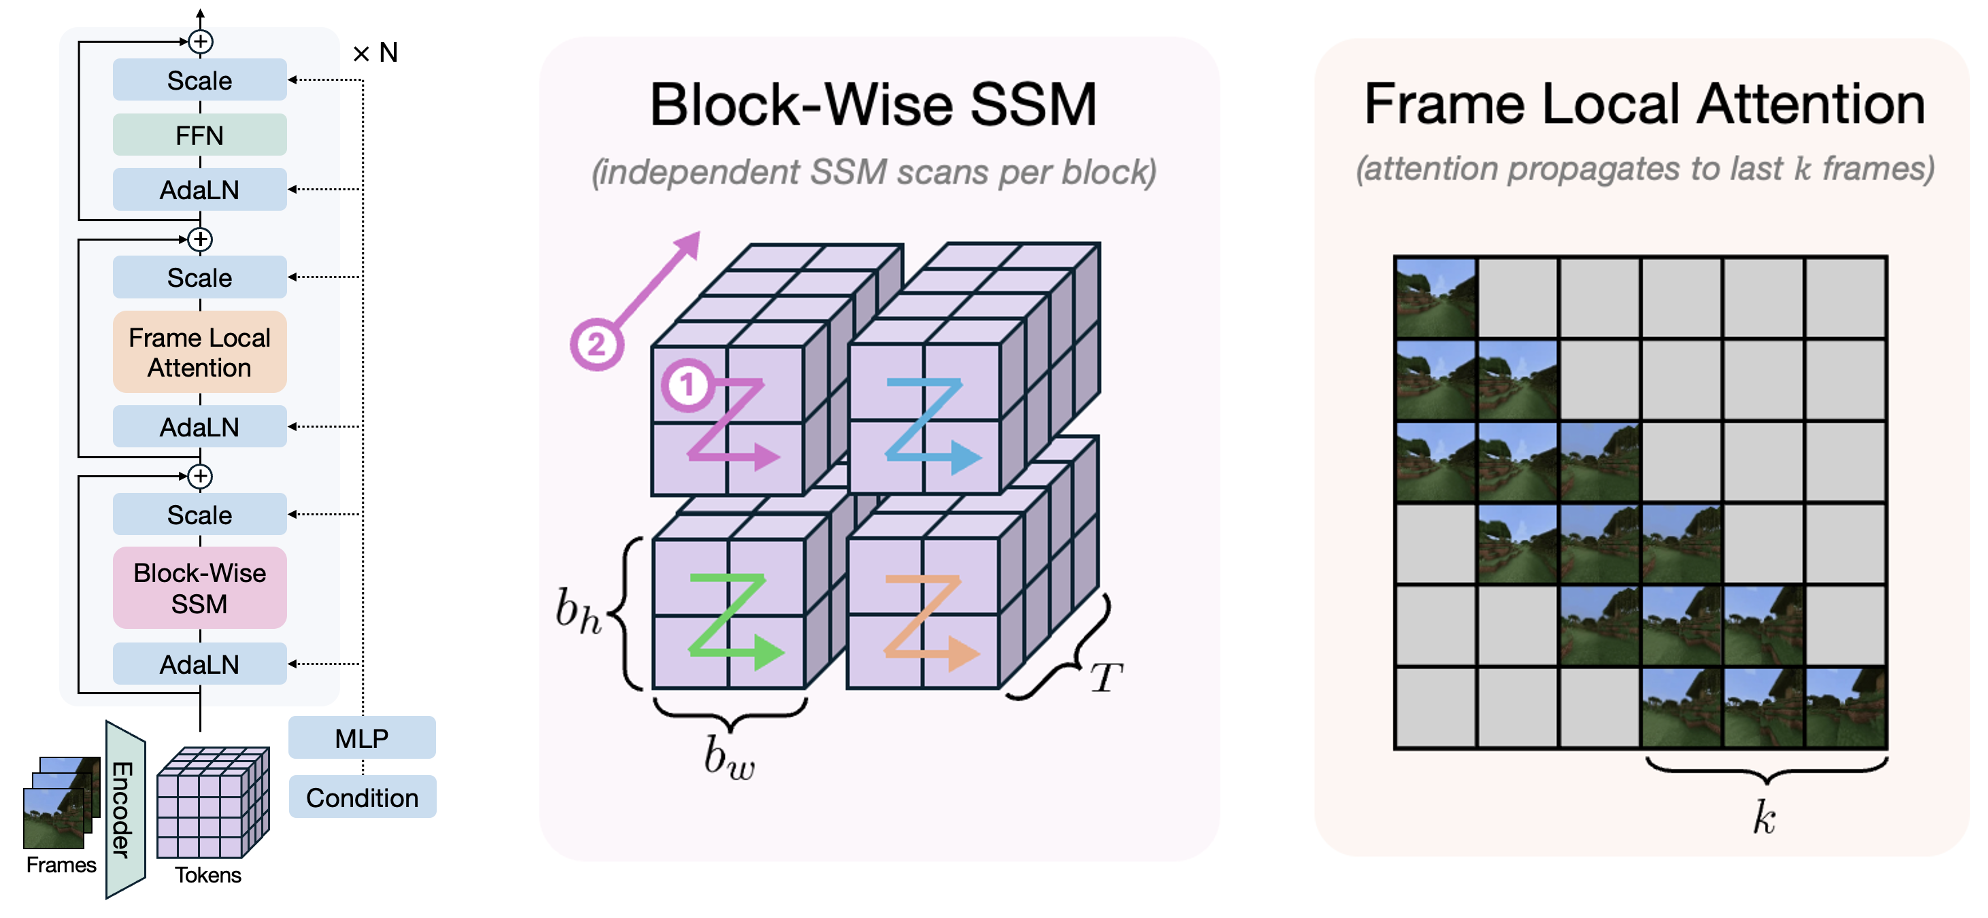 × N
Scale
FFN
AdaLN
Scale
Frame Local
Attention
AdaLN
Scale
Block-Wise
SSM
AdaLN
MLP
Condition
Encoder
Frames
Tokens
Block-Wise SSM
(independent SSM scans per block)
2
1
b_h
b_w
T
Frame Local Attention
(attention propagates to last k frames)
k